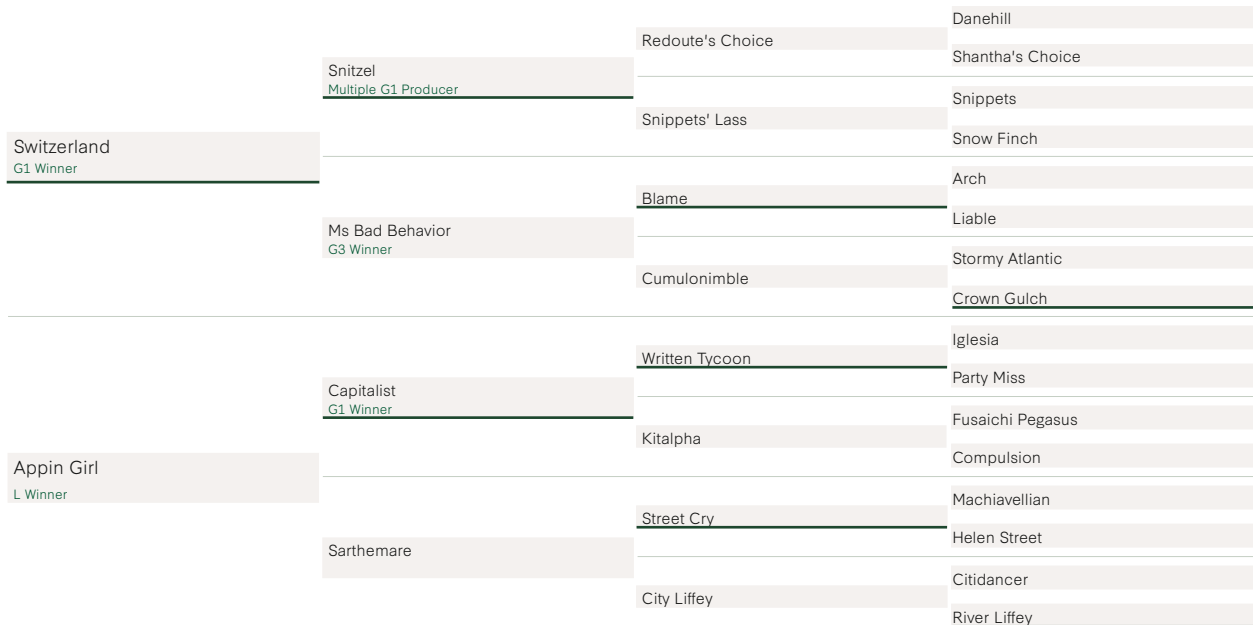 Switzerland
G1 Winner
Appin Girl
L Winner
Snitzel
Multiple G1 Producer
Ms Bad Behavior
G3 Winner
Capitalist
G1 Winner
Sarthemare
Redoute's Choice
Snippets' Lass
Blame
Cumulonimble
Written Tycoon
Kitalpha
Street Cry
City Liffey
Danehill
Shantha's Choice
Snippets
Snow Finch
Arch
Liable
Stormy Atlantic
Crown Gulch
Iglesia
Party Miss
Fusaichi Pegasus
Compulsion
Machiavellian
Helen Street
Citidancer
River Liffey